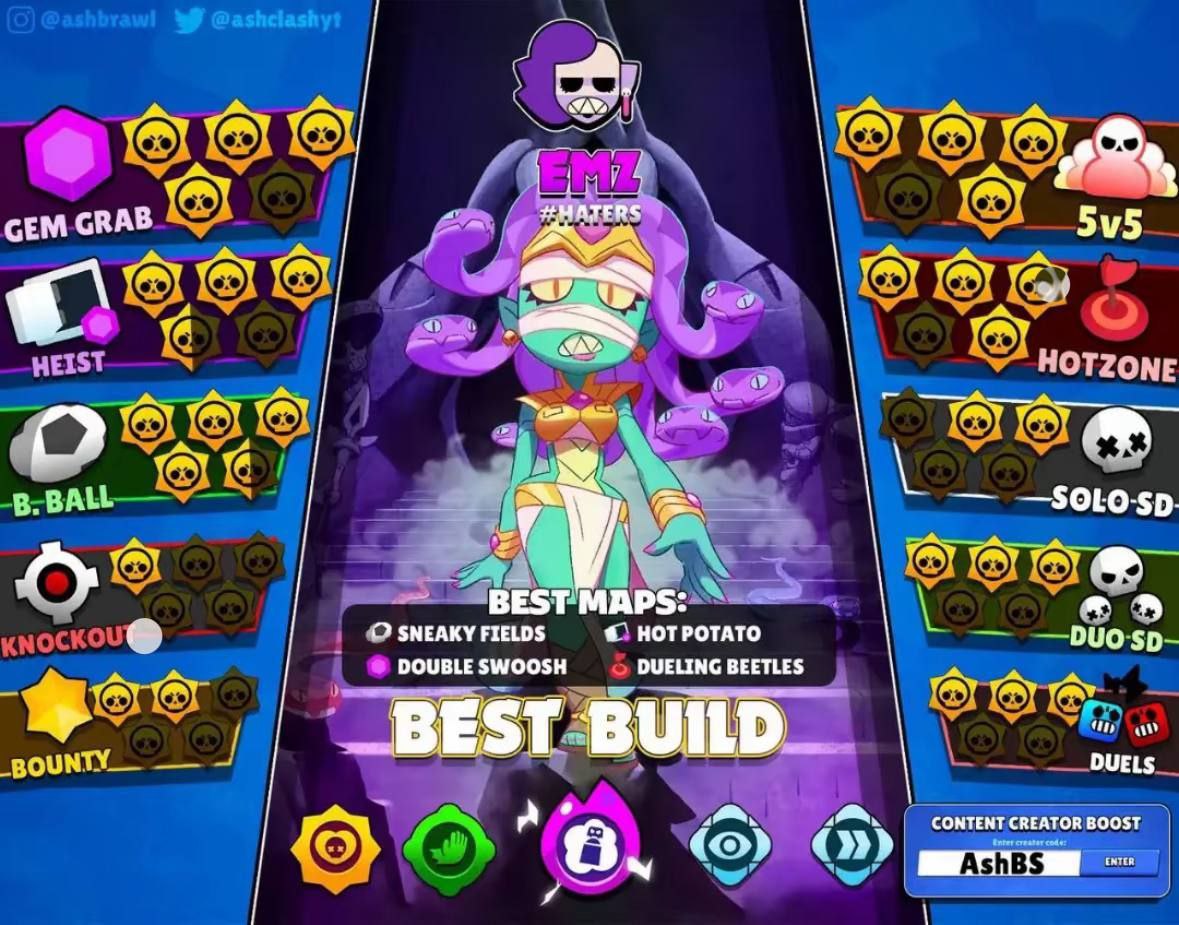 @ashbrawl @ashclashyt
EMZ
#HATERS
GEM GRAB
HEIST
B. BALL
KNOCKOUT
BOUNTY
5v5
HOTZONE
SOLO SD
DUO SD
DUELS
BEST MAPS:
SNEAKY FIELDS HOT POTATO
DOUBLE SWOOSH DUELING BEETLES
BEST BUILD
CONTENT CREATOR BOOST
Enter creator code:
AshBS ENTER